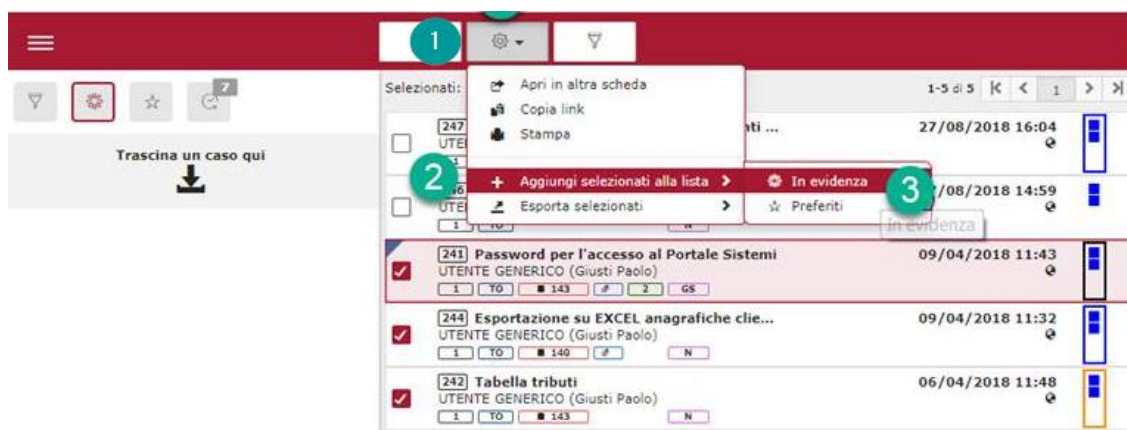 1
7
Selezionati:
1-5 di 5
1
Apri in altra scheda
Copia link
Stampa
2
Aggiungi selezionati alla lista
Esporta selezionati
In evidenza
Preferiti
3
In evidenza
Trascina un caso qui
247
ti ...
27/08/2018 16:04
UTE
/08/2018 14:59
UTE
1 TO N
241 Password per l'accesso al Portale Sistemi
09/04/2018 11:43
UTENTE GENERICO (Giusti Paolo)
1 TO 143 2 GS
244 Esportazione su EXCEL anagrafiche clie...
09/04/2018 11:32
UTENTE GENERICO (Giusti Paolo)
1 TO 140 N
242 Tabella tributi
06/04/2018 11:48
UTENTE GENERICO (Giusti Paolo)
1 TO 143 N